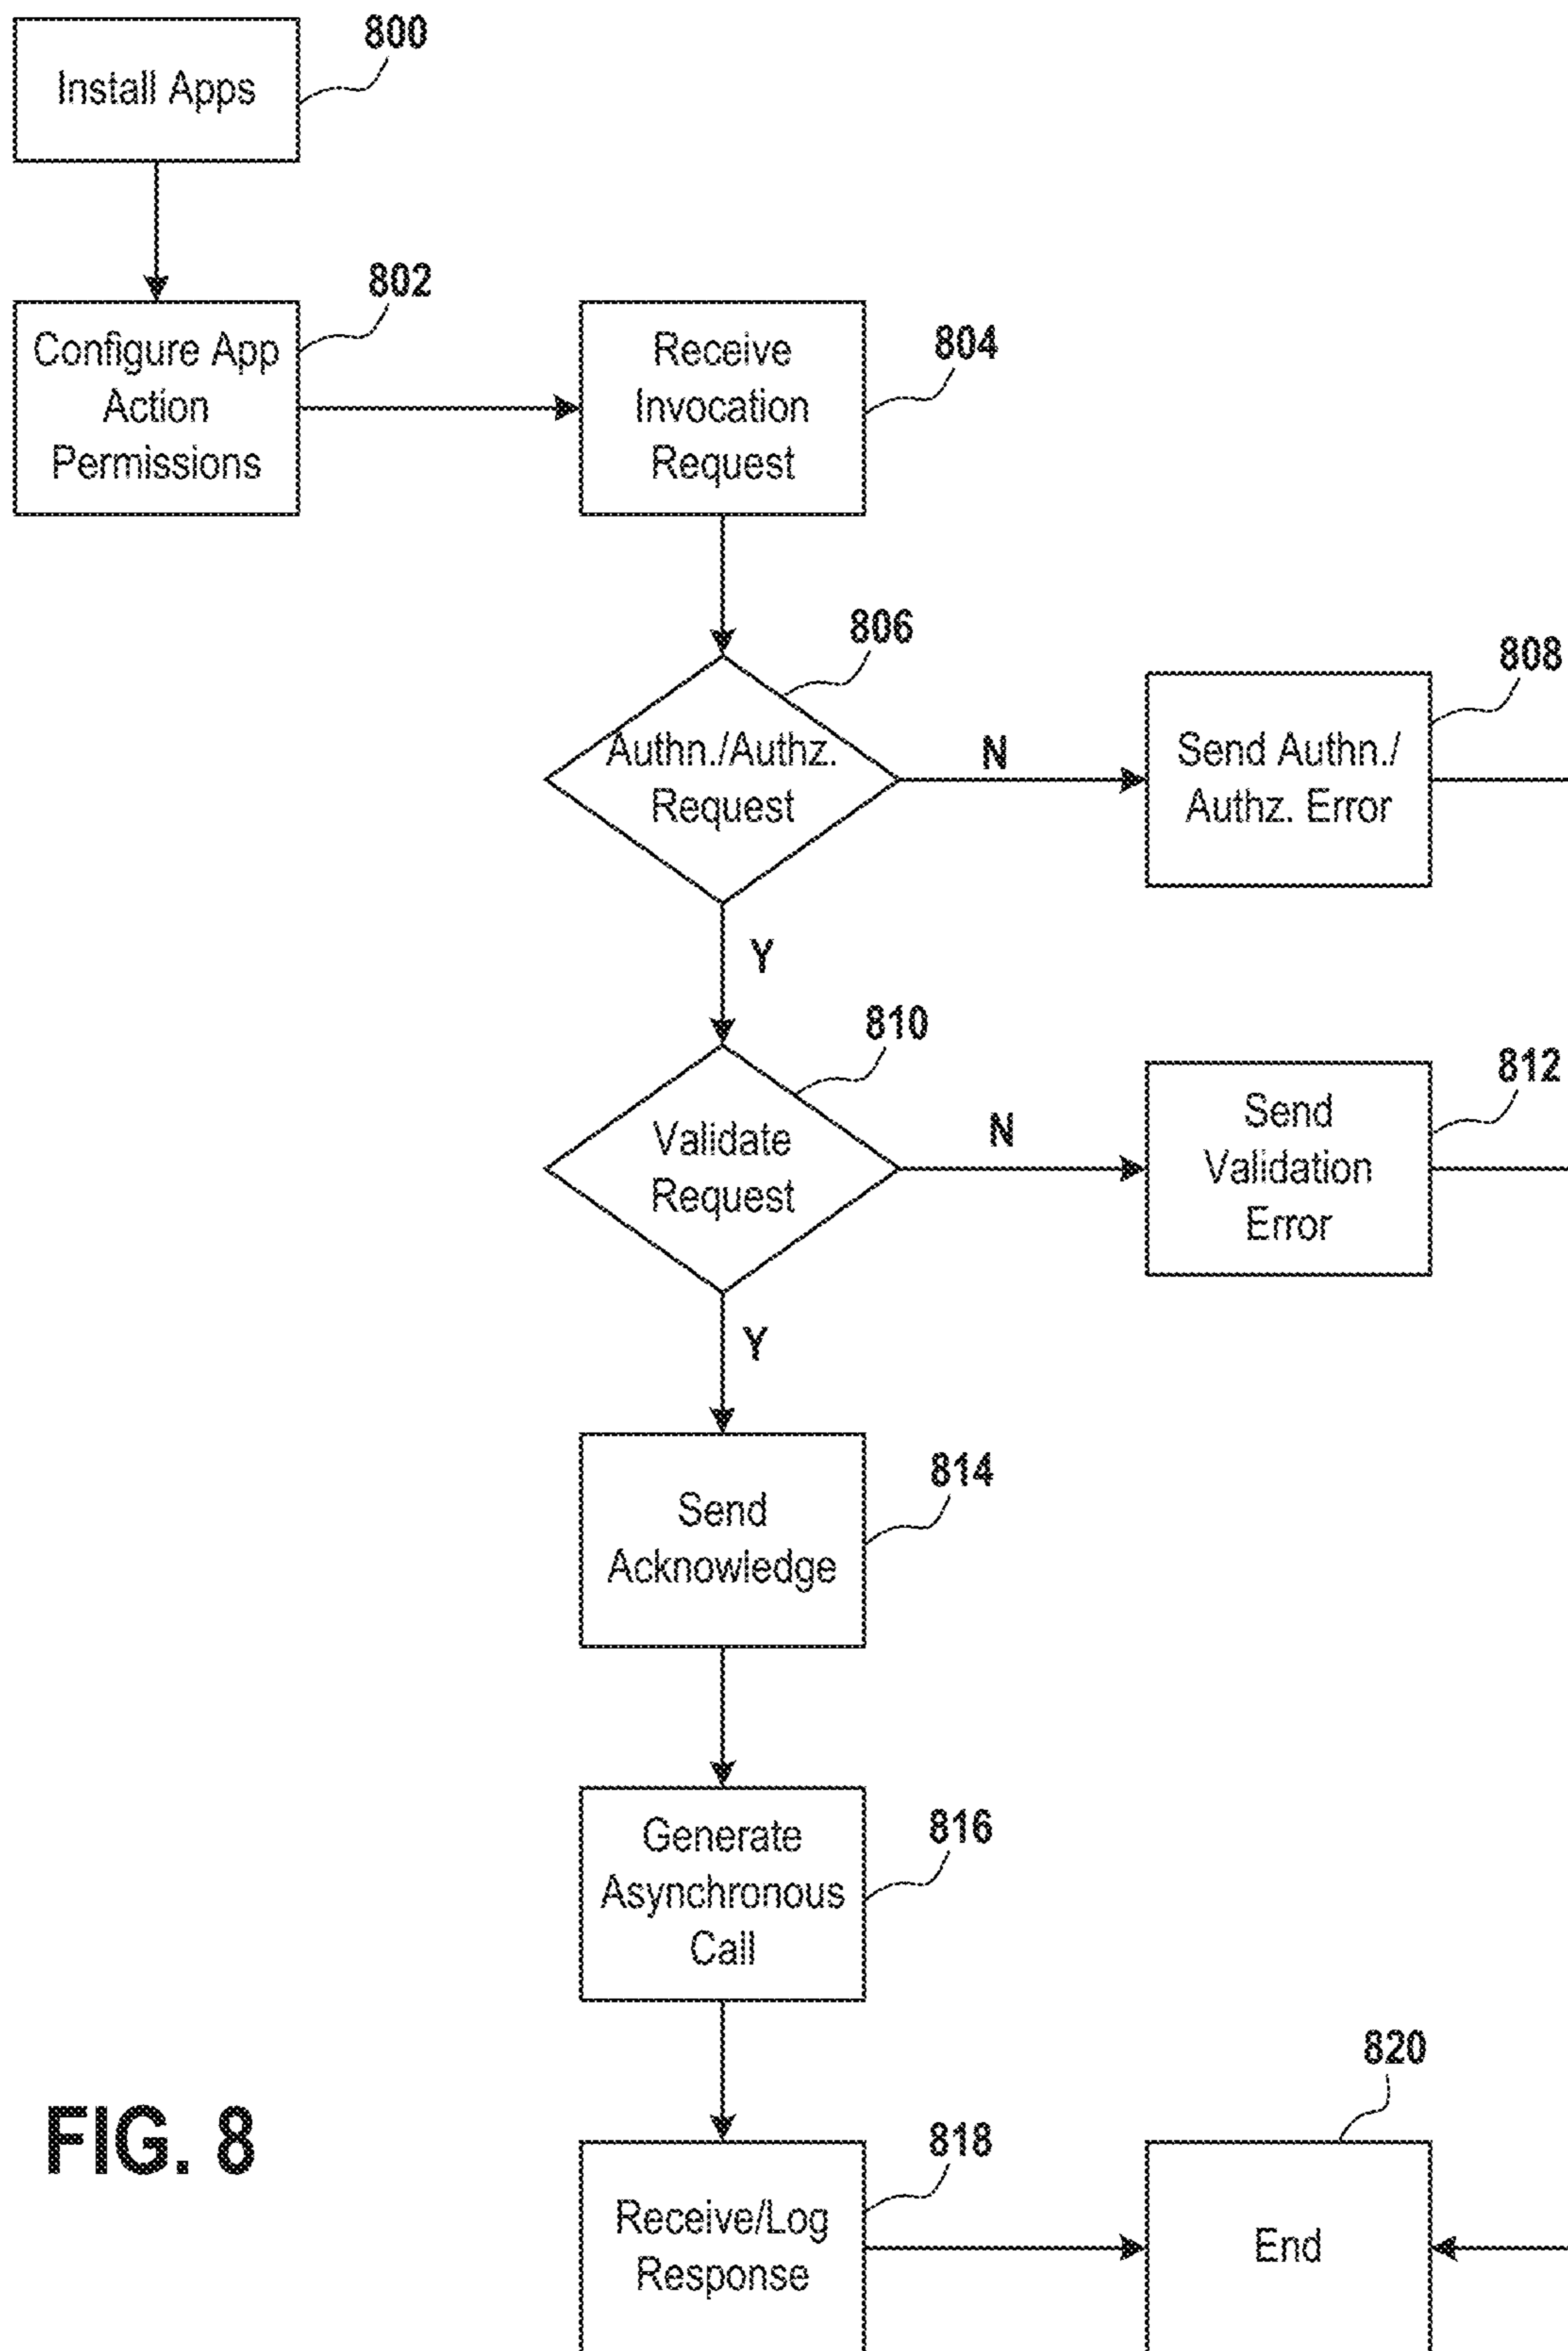 800
Install Apps
802
Configure App
Action
Permissions
Receive
Invocation
Request
804
806
Authn./Authz.
Request
N
808
Send Authn./
Authz. Error
Y
810
Validate
Request
N
812
Send
Validation
Error
Y
814
Send
Acknowledge
816
Generate
Asynchronous
Call
818
Receive/Log
Response
820
End
FIG. 8